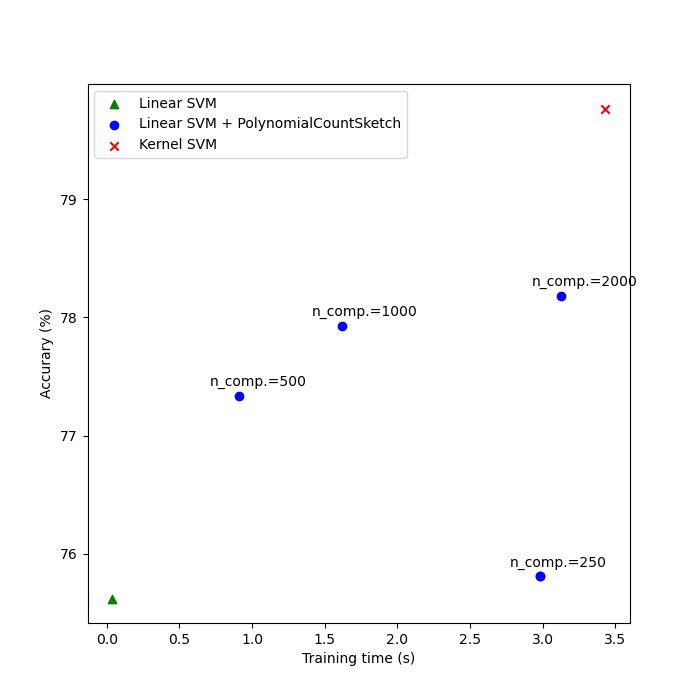 Linear SVM
Linear SVM + PolynomialCountSketch
Kernel SVM
79
n_comp.=2000
78
n_comp.=1000
n_comp.=500
77
76
n_comp.=250
Accurary (%)
0.0 0.5 1.0 1.5 2.0 2.5 3.0 3.5
Training time (s)